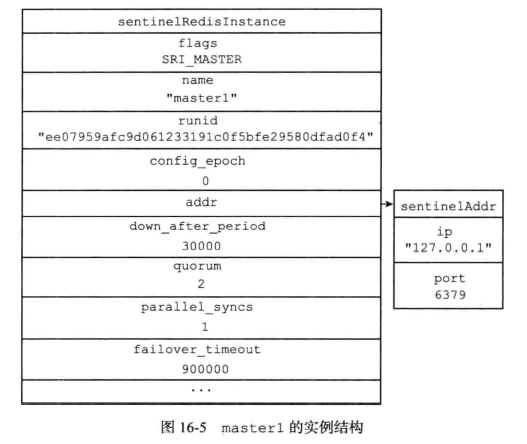 sentinelRedisInstance
flags
SRI_MASTER
name
"master1"
runid
"ee07959afc9d061233191c0f5bfe29580dfad0f4"
config_epoch
0
addr
down_after_period
30000
quorum
2
parallel_syncs
1
failover_timeout
900000
...
sentinelAddr
ip
"127.0.0.1"
port
6379
图 16-5 master1 的实例结构